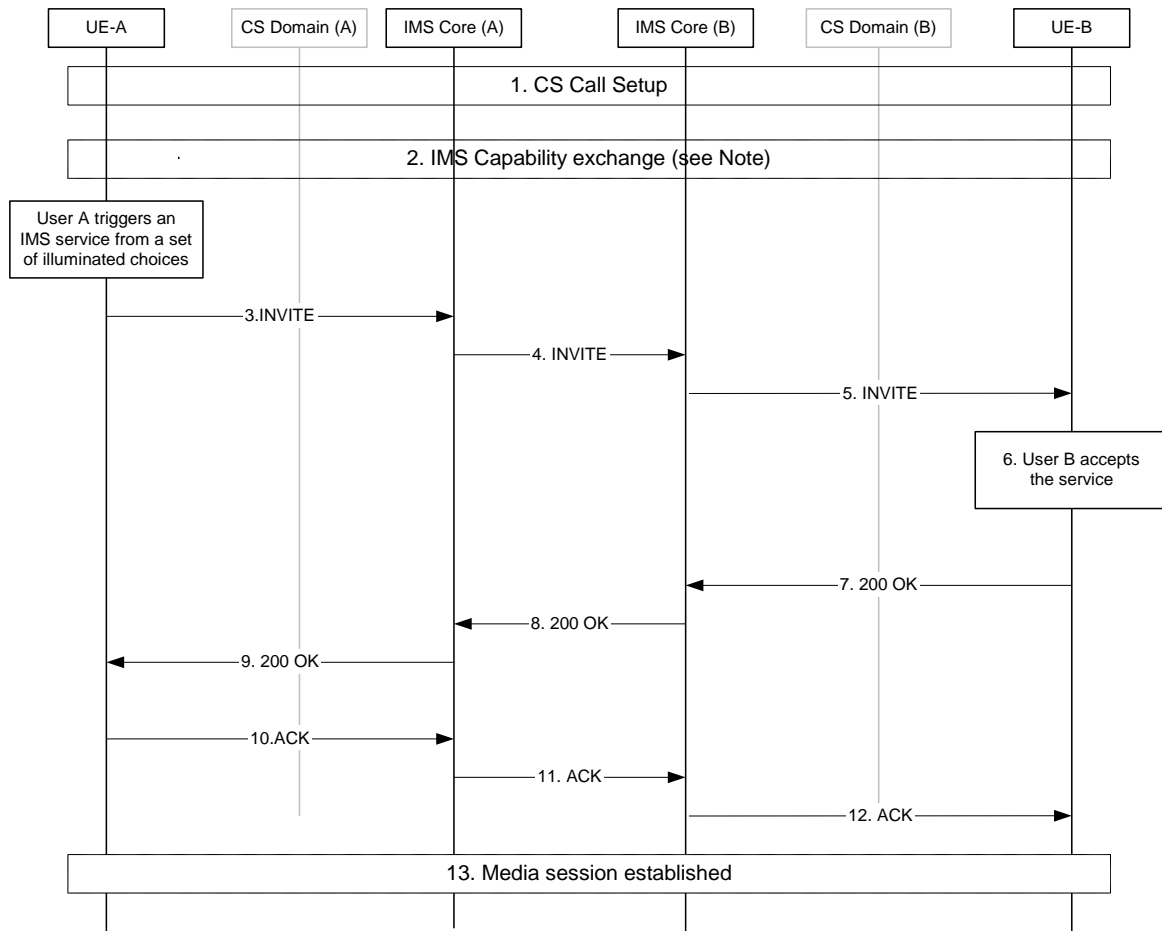 UE-A
CS Domain (A)
IMS Core (A)
IMS Core (B)
CS Domain (B)
UE-B
1. CS Call Setup
2. IMS Capability exchange (see Note)
User A triggers an
IMS service from a set
of illuminated choices
3.INVITE
4. INVITE
5. INVITE
6. User B accepts
the service
7. 200 OK
8. 200 OK
9. 200 OK
10.ACK
11. ACK
12. ACK
13. Media session established